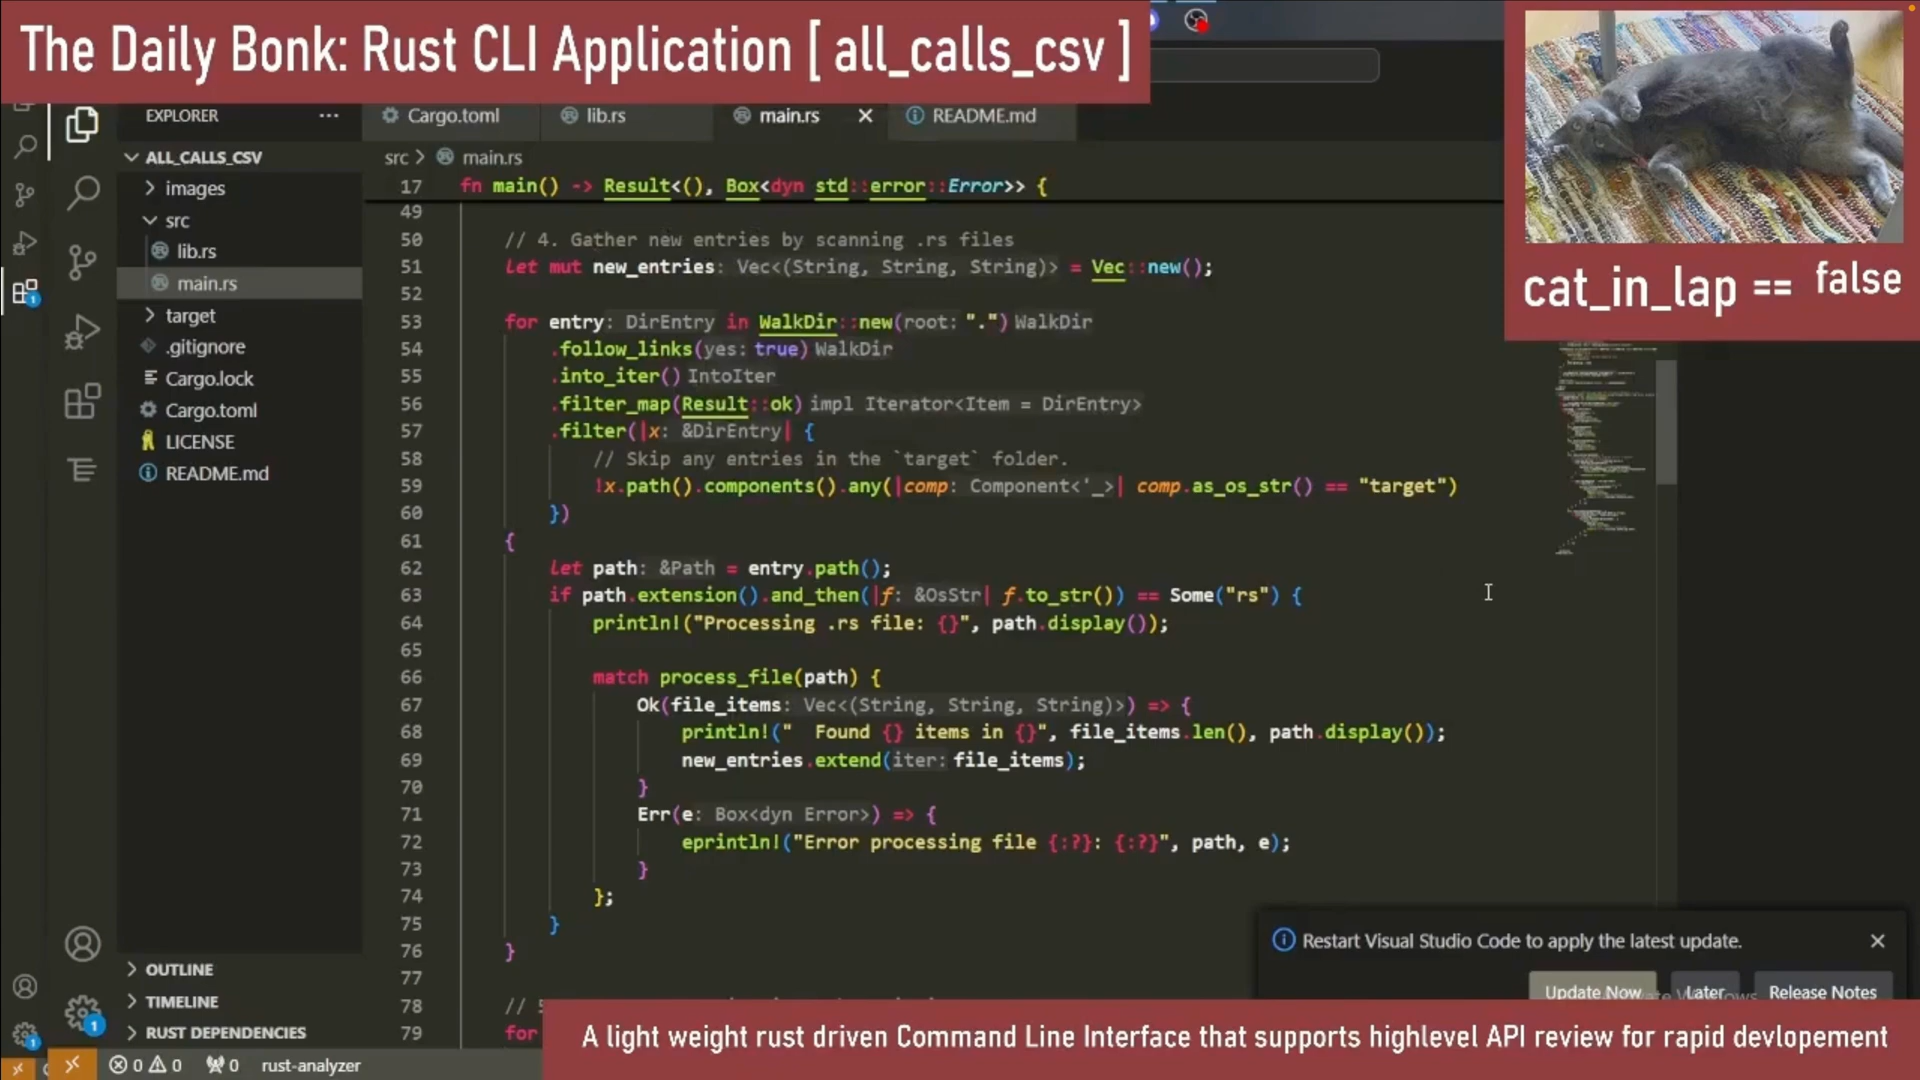 The Daily Bonk: Rust CLI Application [ all_calls_csv ]
cat_in_lap == false
EXPLORER
Cargo.toml
lib.rs
main.rs
README.md
ALL_CALLS_CSV
images
src
lib.rs
main.rs
target
.gitignore
Cargo.lock
Cargo.toml
LICENSE
README.md
OUTLINE
TIMELINE
RUST DEPENDENCIES
src > main.rs
17 fn main() -> Result<(), Box<dyn std::error::Error>> {
49
50 // 4. Gather new entries by scanning .rs files
51 let mut new_entries: Vec<(String, String, String)> = Vec::new();
52
53 for entry: DirEntry in WalkDir::new(root: ".") WalkDir
54 .follow_links(yes: true) WalkDir
55 .into_iter() IntoIter
56 .filter_map(Result::ok) impl Iterator<Item = DirEntry>
57 .filter(|x: &DirEntry| {
58 // Skip any entries in the `target` folder.
59 !x.path().components().any(|comp: Component<'_>| comp.as_os_str() == "target")
60 })
61 {
62 let path: &Path = entry.path();
63 if path.extension().and_then(|f: &OsStr| f.to_str()) == Some("rs") {
64 println!("Processing .rs file: {}", path.display());
65
66 match process_file(path) {
67 Ok(file_items: Vec<(String, String, String)>) => {
68 println!(" Found {} items in {}", file_items.len(), path.display());
69 new_entries.extend(iter: file_items);
70 }
71 Err(e: Box<dyn Error>) => {
72 eprintln!("Error processing file {:?}: {:?}", path, e);
73 }
74 };
75 }
76 }
77
78 //
79 for
Restart Visual Studio Code to apply the latest update.
Update Now
Later
Release Notes
A light weight rust driven Command Line Interface that supports highlevel API review for rapid devlopement
1
1
1
0 0 0 rust-analyzer